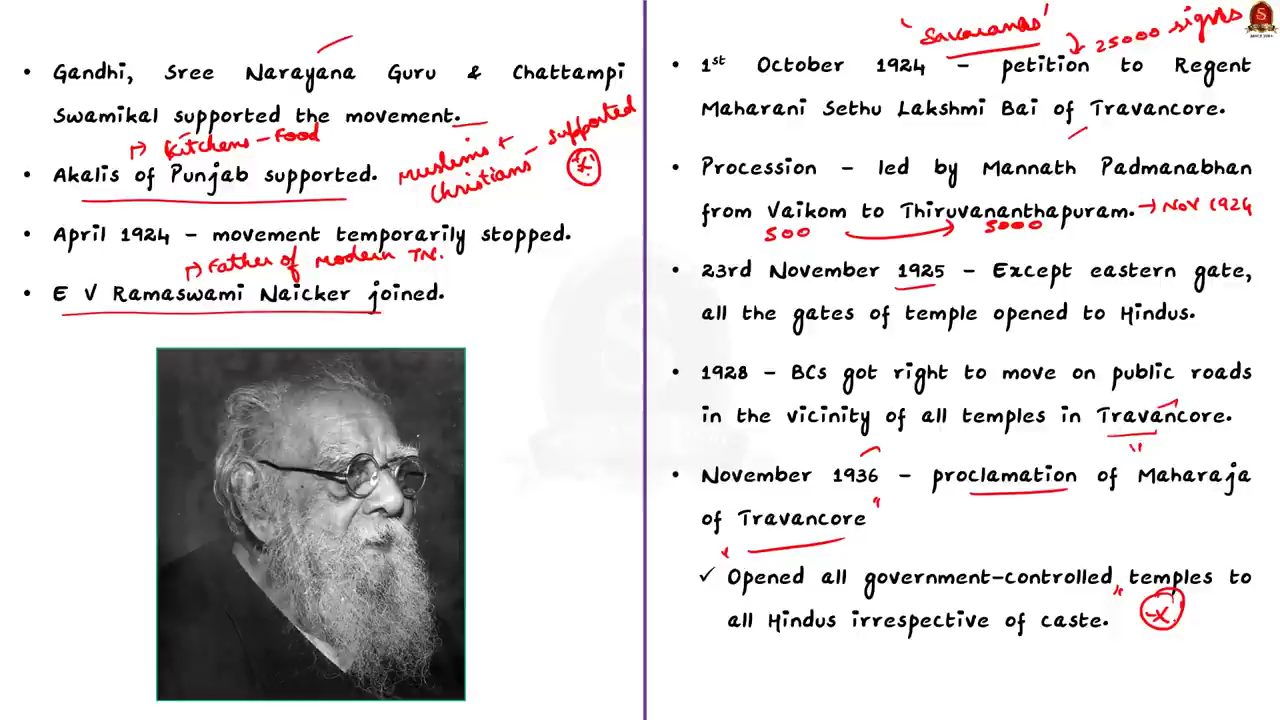 • Gandhi, Sree Narayana Guru & Chattampi
Swamikal supported the movement.
↳ Kitchens - Food
• Akalis of Punjab supported.
Muslims +
Christians - supported
• April 1924 - movement temporarily stopped.
↳ Father of modern TN.
• E V Ramaswami Naicker joined.
'Savaranas'
↳ 25000 signs
• 1st October 1924 - petition to Regent
Maharani Sethu Lakshmi Bai of Travancore.
• Procession - led by Mannath Padmanabhan
from Vaikom to Thiruvananthapuram. → Nov 1924
500 → 5000
• 23rd November 1925 - Except eastern gate,
all the gates of temple opened to Hindus.
• 1928 - BCs got right to move on public roads
in the vicinity of all temples in Travancore.
• November 1936 - proclamation of Maharaja
of Travancore
✓ Opened all government-controlled temples to
all Hindus irrespective of caste.